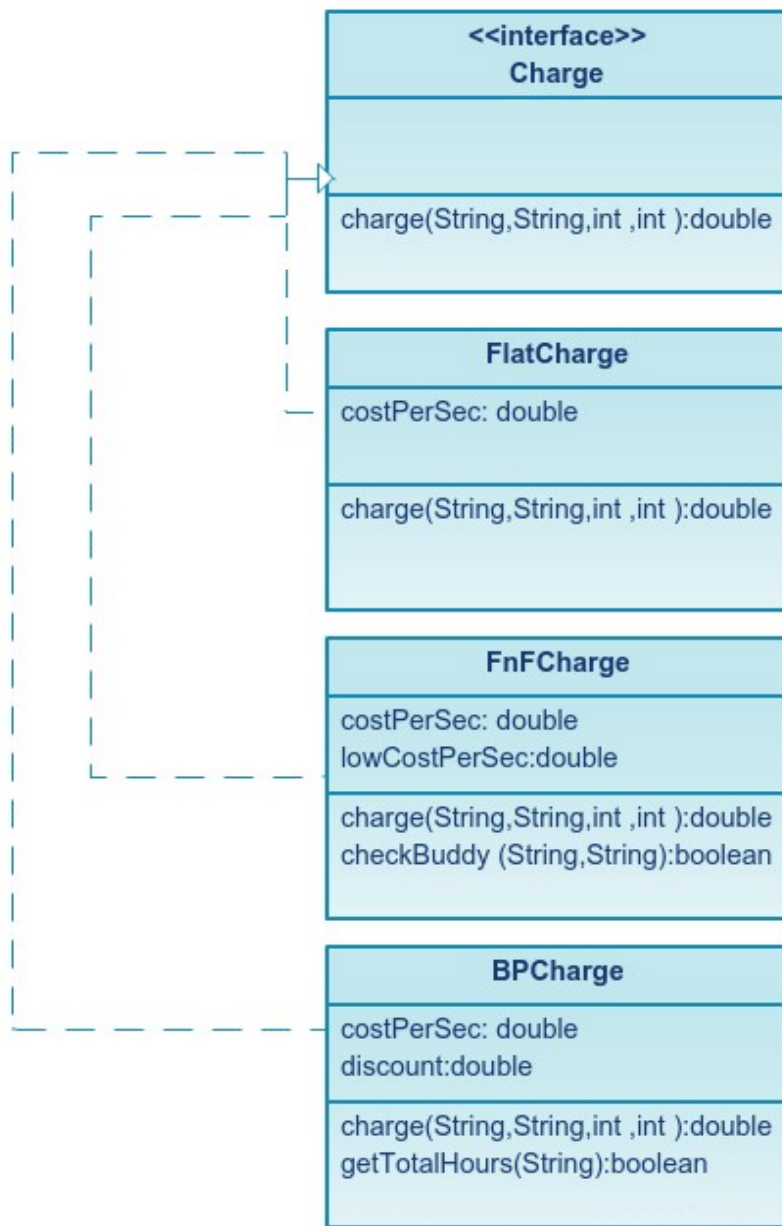 <<interface>>
Charge
charge(String,String,int ,int ):double
FlatCharge
costPerSec: double
charge(String,String,int ,int ):double
FnFCharge
costPerSec: double
lowCostPerSec:double
charge(String,String,int ,int ):double
checkBuddy (String,String):boolean
BPCharge
costPerSec: double
discount:double
charge(String,String,int ,int ):double
getTotalHours(String):boolean